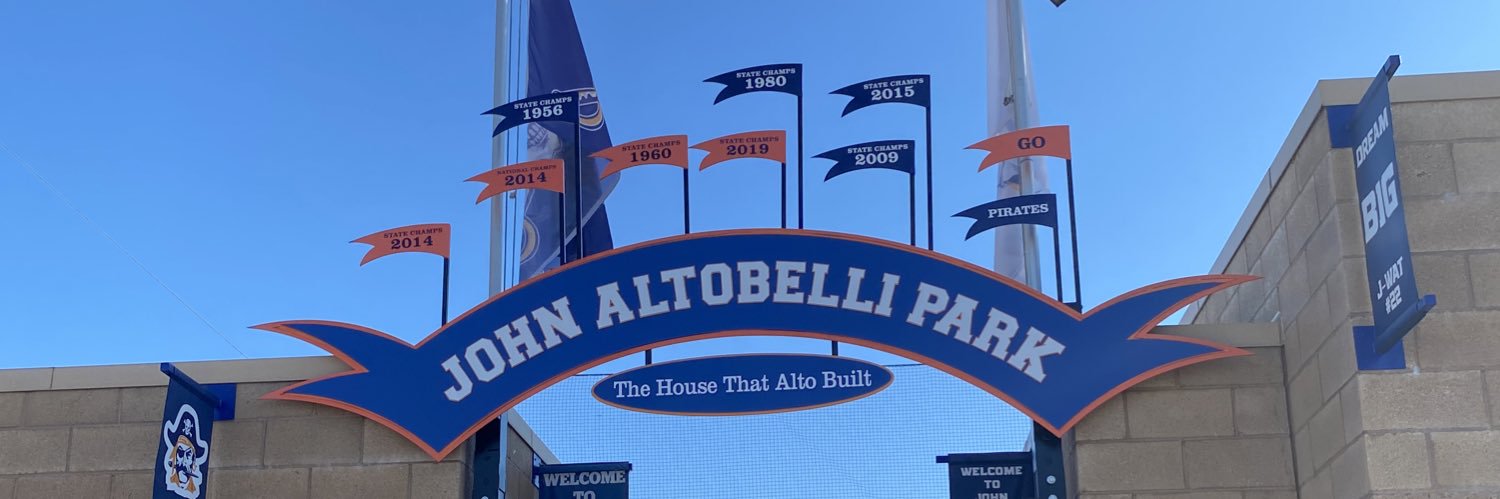 STATE CHAMPS
1980
STATE CHAMPS
2015
STATE CHAMPS
1956
STATE CHAMPS
1960
STATE CHAMPS
2019
STATE CHAMPS
2009
GO
NATIONAL CHAMPS
2014
PIRATES
STATE CHAMPS
2014
JOHN ALTOBELLI PARK
The House That Alto Built
DREAM
BIG
J-WAT
#22
WELCOME
TO
WELCOME
TO
JOHN